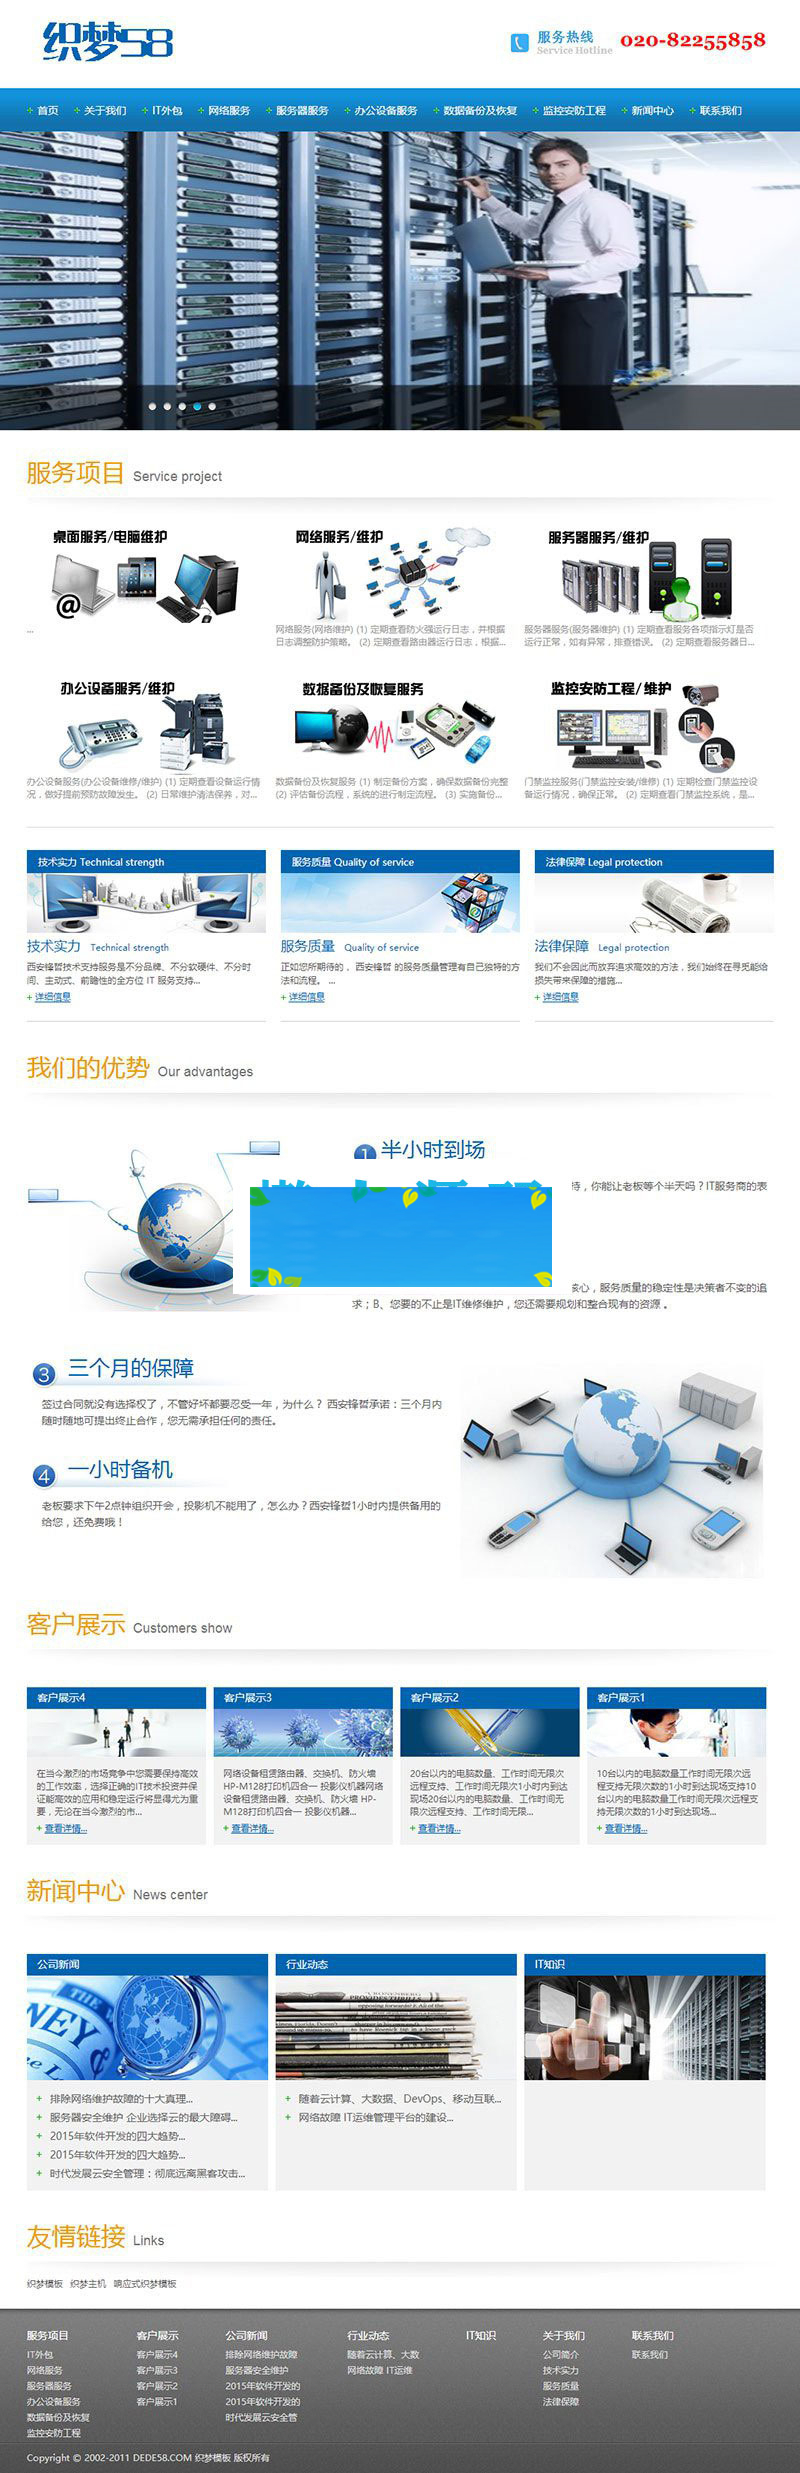 织梦58
服务热线
Service Hotline
020-82255858
首页 关于我们 IT外包 网络服务 服务器服务 办公设备服务 数据备份及恢复 监控安防工程 新闻中心 联系我们
服务项目 Service project
桌面服务/电脑维护
...
网络服务/维护
网络服务(网络维护) (1) 定期查看防火强运行日志，并根据
日志调整防护策略。 (2) 定期查看路由器运行日志，根据...
服务器服务/维护
服务器服务(服务器维护) (1) 定期查看服务各项指示灯是否
运行正常，如有异常，排查错误。 (2) 定期查看服务器日...
办公设备服务/维护
办公设备服务(办公设备维修/维护) (1) 定期查看设备运行情
况，做好提前预防故障发生。 (2) 日常维护清洁保养，对...
数据备份及恢复服务
数据备份及恢复服务 (1) 制定备份方案，确保数据备份完整
(2) 评估备份流程，系统的进行制定流程。 (3) 实施备份...
监控安防工程/维护
门禁监控服务(门禁监控安装/维修) (1) 定期检查门禁监控设
备运行情况，确保正常。 (2) 定期查看门禁监控系统，是...
技术实力 Technical strength
技术实力 Technical strength
西安锋晳技术支持服务是不分品牌、不分软硬件、不分时
间、主动式、前瞻性的全方位 IT 服务支持...
+ 详细信息
服务质量 Quality of service
服务质量 Quality of service
正如您所期待的， 西安锋晳 的服务质量管理有自己独特的方
法和流程。 ...
+ 详细信息
法律保障 Legal protection
法律保障 Legal protection
我们不会因此而放弃追求高效的方法，我们始终在寻觅能给
损失带来保障的措施...
+ 详细信息
我们的优势 Our advantages
1 半小时到场
待，你能让老板等个半天吗？IT服务商的表
核心，服务质量的稳定性是决策者不变的追
求；B、您要的不止是IT维修维护，您还需要规划和整合现有的资源 。
3 三个月的保障
签过合同就没有选择权了，不管好坏都要忍受一年，为什么？ 西安锋晳承诺：三个月内
随时随地可提出终止合作，您无需承担任何的责任。
4 一小时备机
老板要求下午2点钟组织开会，投影机不能用了，怎么办？西安锋晳1小时内提供备用的
给您，还免费哦！
客户展示 Customers show
客户展示4
在当今激烈的市场竞争中您需要保持高效
的工作效率，选择正确的IT技术投资并保
证能高效的应用和稳定运行将显得尤为重
要，无论在当今激烈的市...
+ 查看详情...
客户展示3
网络设备租赁路由器、交换机、防火墙
HP-M128打印机四合一 投影仪机器网络
设备租赁路由器、交换机、防火墙 HP-
M128打印机四合一 投影仪机器...
+ 查看详情...
客户展示2
20台以内的电脑数量、工作时间无限次
远程支持、工作时间无限次1小时内到达
现场20台以内的电脑数量、工作时间无
限次远程支持、工作时间无限...
+ 查看详情...
客户展示1
10台以内的电脑数量工作时间无限次远
程支持无限次数的1小时到达现场支持10
台以内的电脑数量工作时间无限次远程支
持无限次数的1小时到达现场...
+ 查看详情...
新闻中心 News center
公司新闻
+ 排除网络维护故障的十大真理...
+ 服务器安全维护 企业选择云的最大障碍...
+ 2015年软件开发的四大趋势...
+ 2015年软件开发的四大趋势...
+ 时代发展云安全管理：彻底远离黑客攻击...
行业动态
+ 随着云计算、大数据、DevOps、移动互联...
+ 网络故障 IT运维管理平台的建设...
IT知识
友情链接 Links
织梦模板 织梦主机 响应式织梦模板
服务项目
IT外包
网络服务
服务器服务
办公设备服务
数据备份及恢复
监控安防工程
客户展示
客户展示4
客户展示3
客户展示2
客户展示1
公司新闻
排除网络维护故障
服务器安全维护
2015年软件开发的
2015年软件开发的
时代发展云安全管
行业动态
随着云计算、大数
网络故障 IT运维
IT知识
关于我们
公司简介
技术实力
服务质量
法律保障
联系我们
联系我们
Copyright © 2002-2011 DEDE58.COM 织梦模板 版权所有